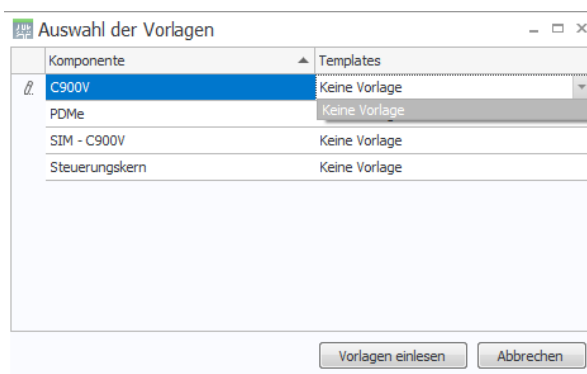 Auswahl der Vorlagen
Komponente Templates
C900V Keine Vorlage
PDMe Keine Vorlage
SIM - C900V Keine Vorlage
Steuerungskern Keine Vorlage
Vorlagen einlesen Abbrechen